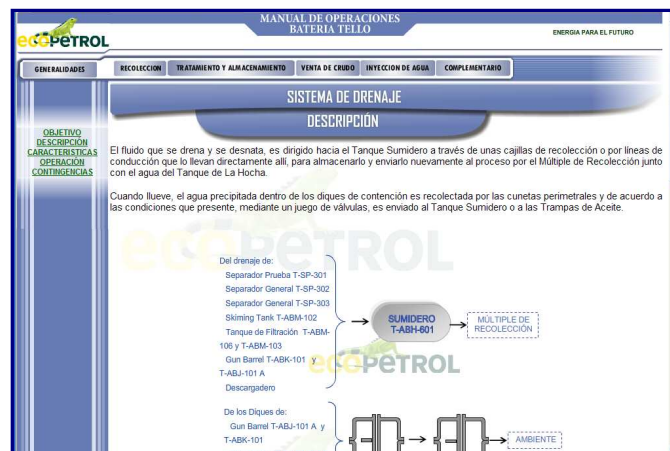 MANUAL DE OPERACIONES
BATERIA TELLO
ecoPETROL
ENERGIA PARA EL FUTURO
GENERALIDADES
RECOLECCION
TRATAMIENTO Y ALMACENAMIENTO
VENTA DE CRUDO
INYECCION DE AGUA
COMPLEMENTARIO
SISTEMA DE DRENAJE
DESCRIPCIÓN
OBJETIVO
DESCRIPCIÓN
CARACTERISTICAS
OPERACIÓN
CONTINGENCIAS
El fluido que se drena y se desnata, es dirigido hacia el Tanque Sumidero a través de unas cajillas de recolección o por líneas de
conducción que lo llevan directamente allí, para almacenarlo y enviarlo nuevamente al proceso por el Múltiple de Recolección junto
con el agua del Tanque de La Hocha.
Cuando llueve, el agua precipitada dentro de los diques de contención es recolectada por las cunetas perimetrales y de acuerdo a
las condiciones que presente, mediante un juego de válvulas, es enviado al Tanque Sumidero o a las Trampas de Aceite.
ecoPETROL
Del drenaje de:
Separador Prueba T-SP-301
Separador General T-SP-302
Separador General T-SP-303
Skiming Tank T-ABM-102
Tanque de Filtración T-ABM-
106 y T-ABM-103
Gun Barrel T-ABK-101 y
T-ABJ-101 A
Descargadero
SUMIDERO
T-ABH-601
MÚLTIPLE DE
RECOLECCIÓN
ecoPETROL
De los Diques de:
Gun Barrel T-ABJ-101 A y
T-ABK-101
AMBIENTE